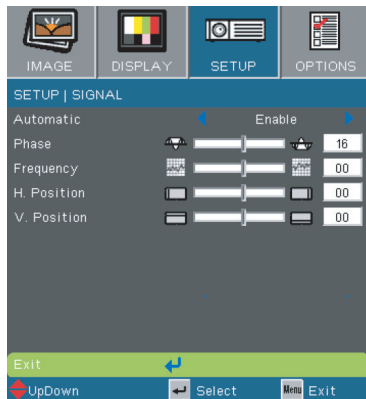 IMAGE DISPLAY SETUP OPTIONS
SETUP | SIGNAL
Automatic Enable
Phase 16
Frequency 00
H. Position 00
V. Position 00
Exit
UpDown Select Menu Exit